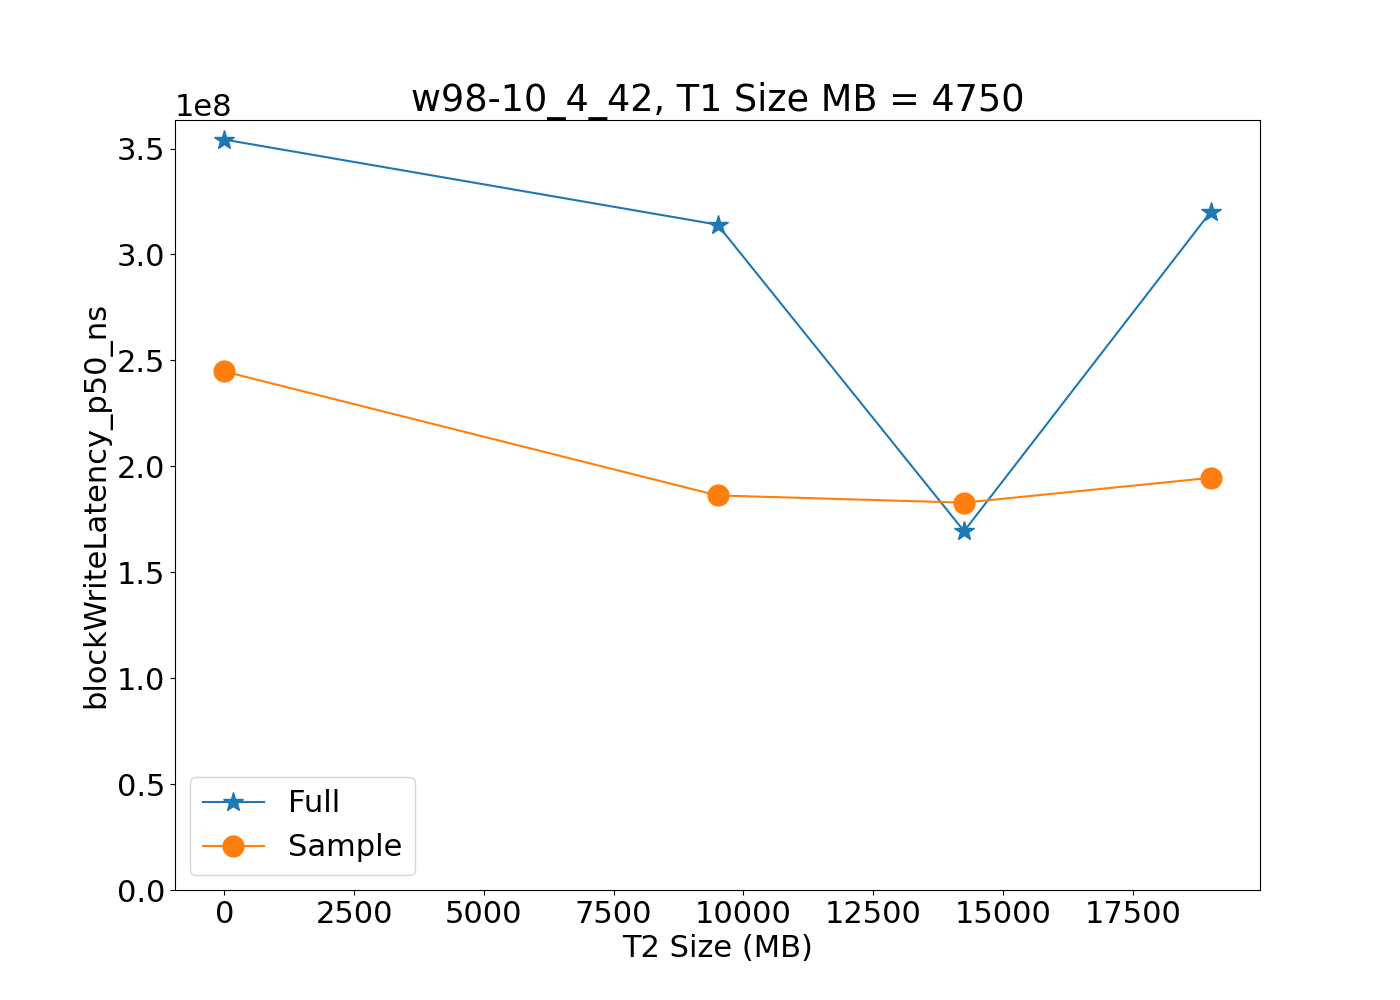 w98-10_4_42, T1 Size MB = 4750
1e8
3.5
3.0
2.5
2.0
1.5
1.0
0.5
0.0
blockWriteLatency_p50_ns
Full
Sample
0 2500 5000 7500 10000 12500 15000 17500
T2 Size (MB)